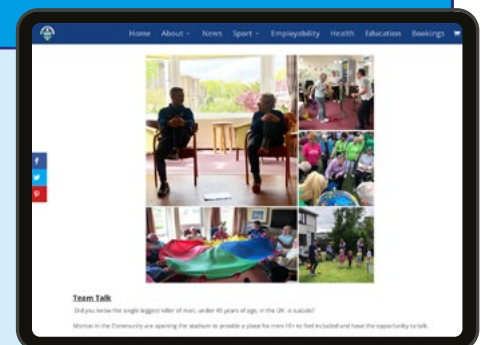 Home About News Sport Employability Health Education Bookings
Team Talk
Did you know the single biggest killer of men, under 45 years of age, in the UK is suicide?
Morton in the Community are opening the stadium to provide a place for men 16+ to feel included and have the opportunity to talk.